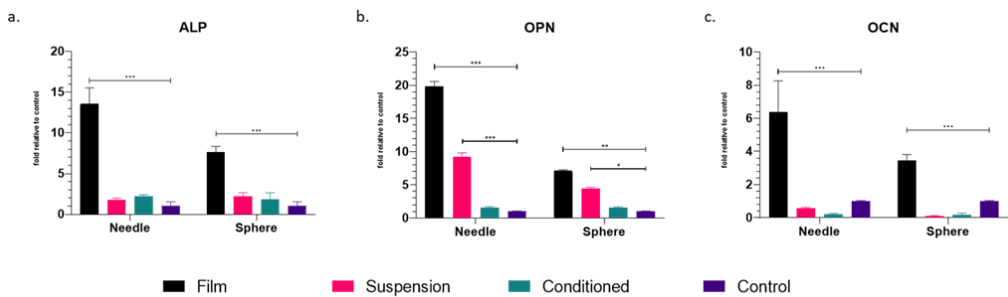 a.
ALP
fold relative to control
20
15
10
5
0
***
***
Needle
Sphere
b.
OPN
fold relative to control
25
20
15
10
5
0
***
***
**
*
Needle
Sphere
c.
OCN
fold relative to control
10
8
6
4
2
0
***
***
Needle
Sphere
Film
Suspension
Conditioned
Control